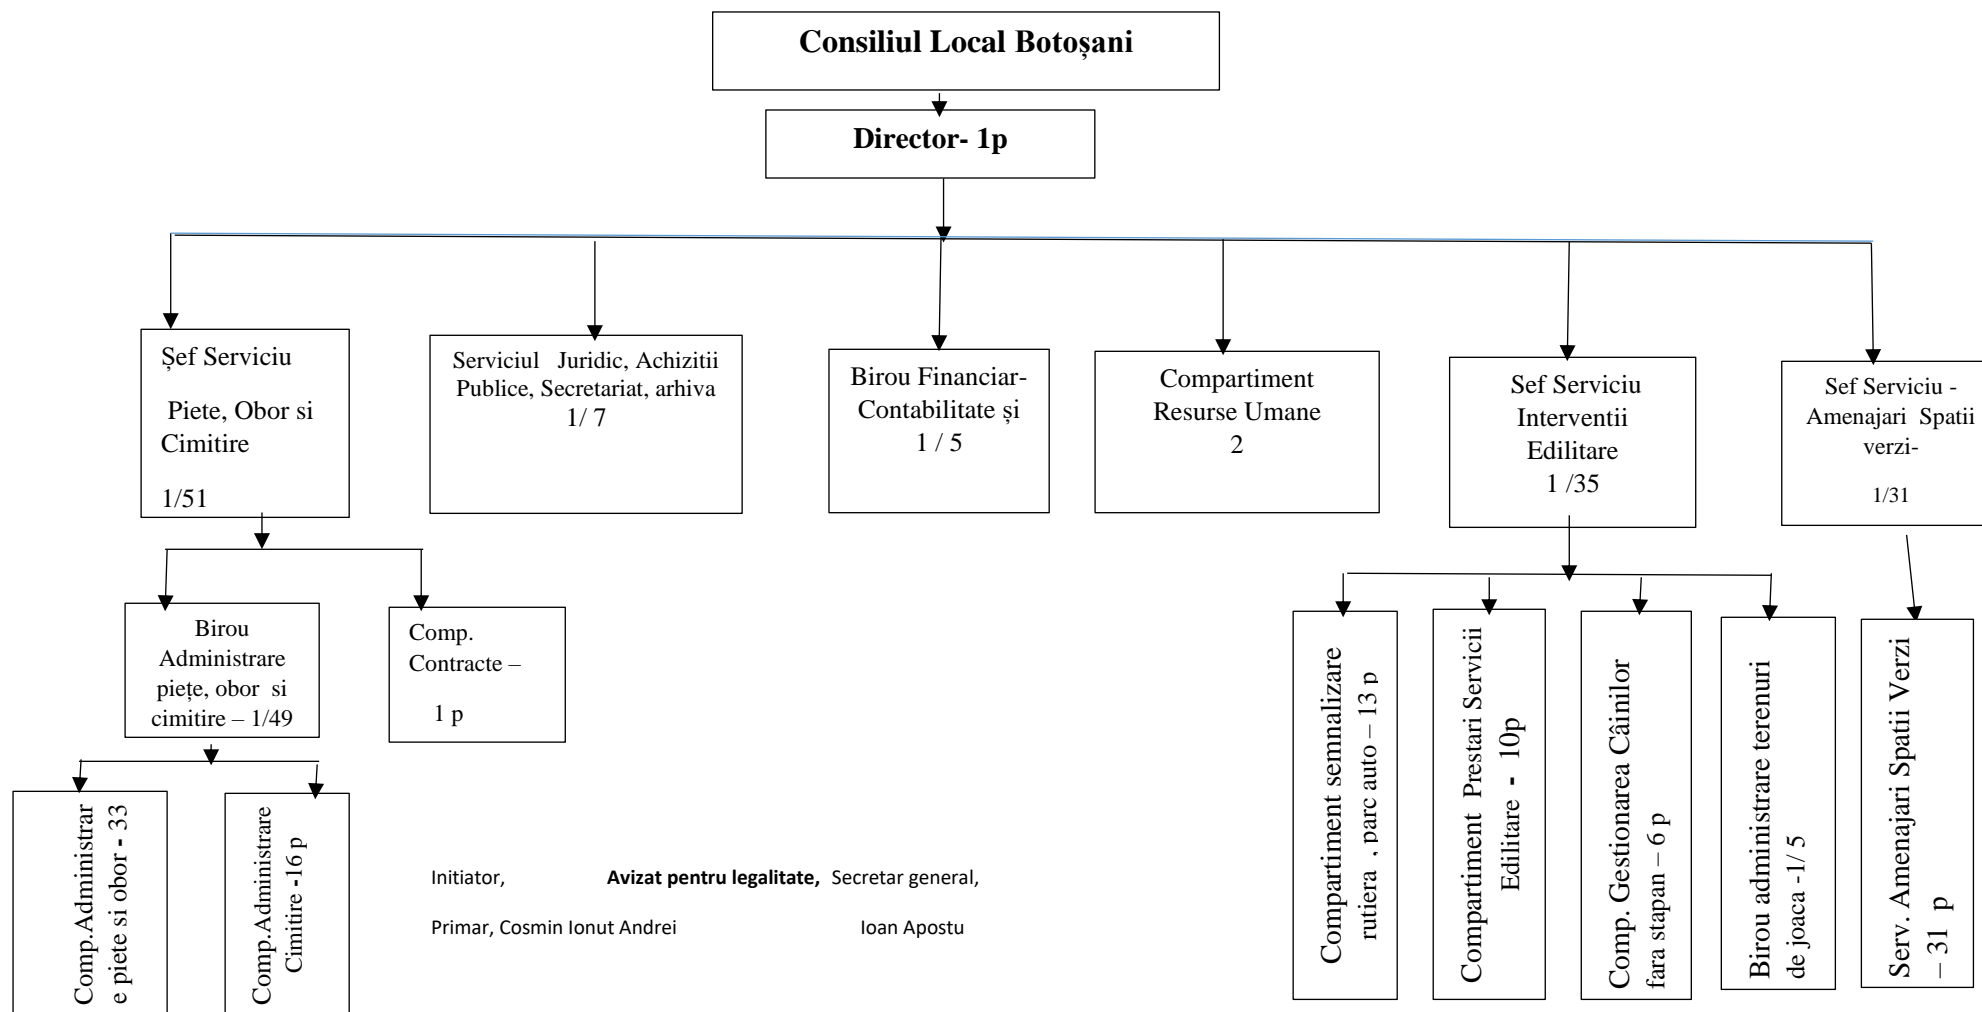 Consiliul Local Botoșani
Director- 1p
Șef Serviciu
Piete, Obor si
Cimitire
1/51
Serviciul Juridic, Achizitii
Publice, Secretariat, arhiva
1/ 7
Birou Financiar-
Contabilitate și
1 / 5
Compartiment
Resurse Umane
2
Sef Serviciu
Interventii
Edilitare
1 /35
Sef Serviciu -
Amenajari Spatii
verzi-
1/31
Birou
Administrare
piețe, obor si
cimitire – 1/49
Comp.
Contracte –
1 p
Comp.Administrar
e piete si obor - 33
Comp.Administrare
Cimitire -16 p
Compartiment semnalizare
rutiera , parc auto – 13 p
Compartiment Prestari Servicii
Edilitare - 10p
Comp. Gestionarea Câinilor
fara stapan – 6 p
Birou administrare terenuri
de joaca -1/ 5
Serv. Amenajari Spatii Verzi
– 31 p
Initiator, Avizat pentru legalitate, Secretar general,
Primar, Cosmin Ionut Andrei Ioan Apostu